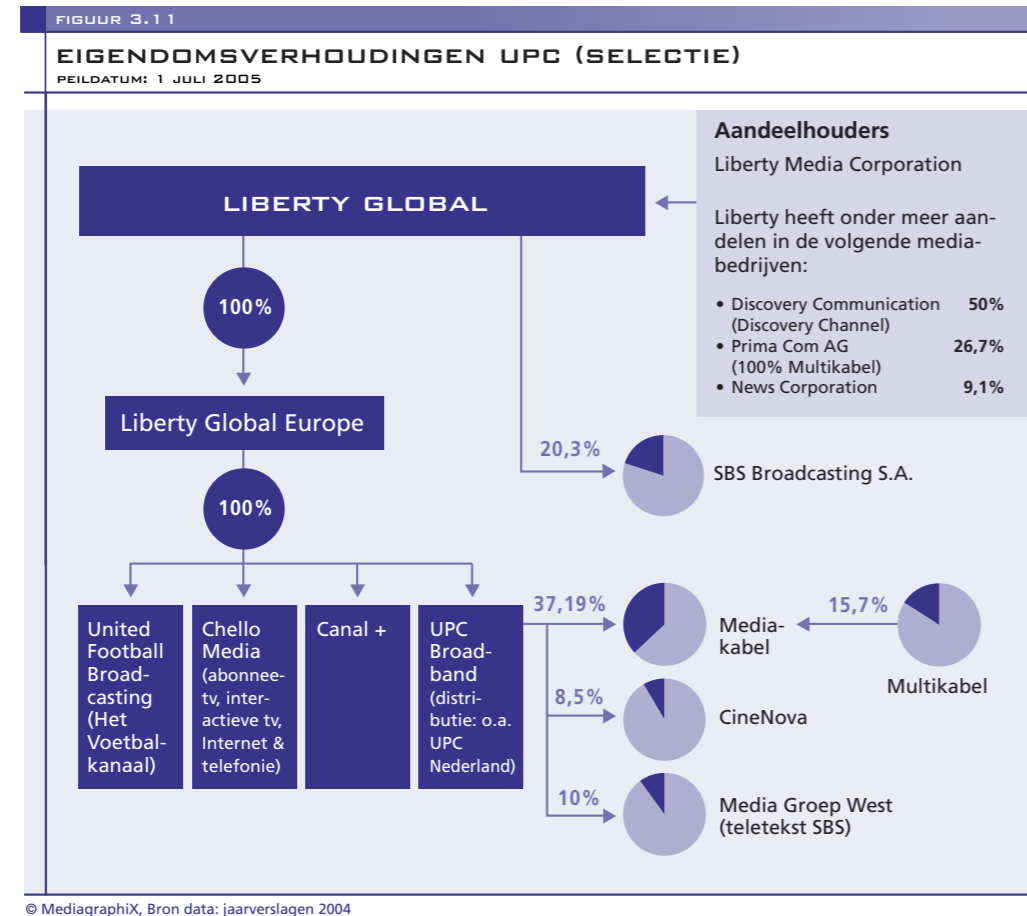 FIGUUR 3.11
EIGENDOMSVERHOUDINGEN UPC (SELECTIE)
PEILDATUM: 1 JULI 2005
Aandeelhouders
Liberty Media Corporation
Liberty heeft onder meer aan-
delen in de volgende media-
bedrijven:
• Discovery Communication 50%
(Discovery Channel)
• Prima Com AG 26,7%
(100% Multikabel)
• News Corporation 9,1%
LIBERTY GLOBAL
100%
Liberty Global Europe
20,3%
SBS Broadcasting S.A.
100%
United
Football
Broad-
casting
(Het
Voetbal-
kanaal)
Chello
Media
(abonnee-
tv, inter-
actieve tv,
Internet &
telefonie)
Canal +
UPC
Broad-
band
(distri-
butie: o.a.
UPC
Nederland)
37,19%
Media-
kabel
15,7%
Multikabel
8,5%
CineNova
10%
Media Groep West
(teletekst SBS)
© MediagraphiX, Bron data: jaarverslagen 2004